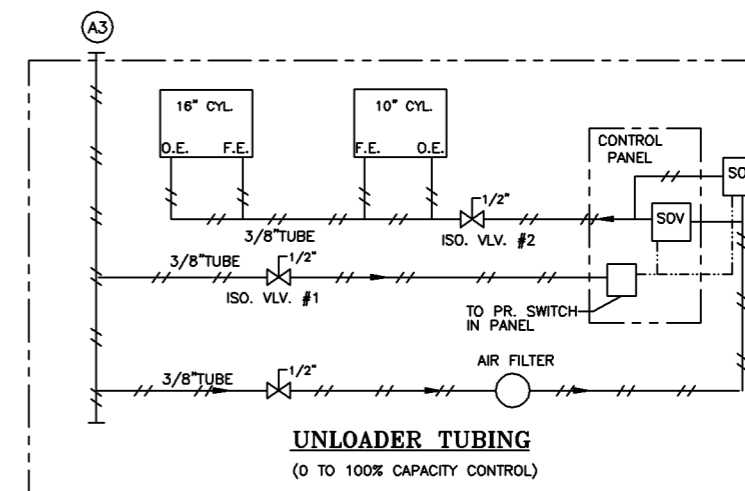 A3
16" CYL.
O.E. F.E.
10" CYL.
F.E. O.E.
CONTROL
PANEL
SOV
1/2"
3/8"TUBE
ISO. VLV. #2
SOV
3/8"TUBE
1/2"
ISO. VLV. #1
TO PR. SWITCH
IN PANEL
3/8"TUBE
1/2"
AIR FILTER
UNLOADER TUBING
(0 TO 100% CAPACITY CONTROL)